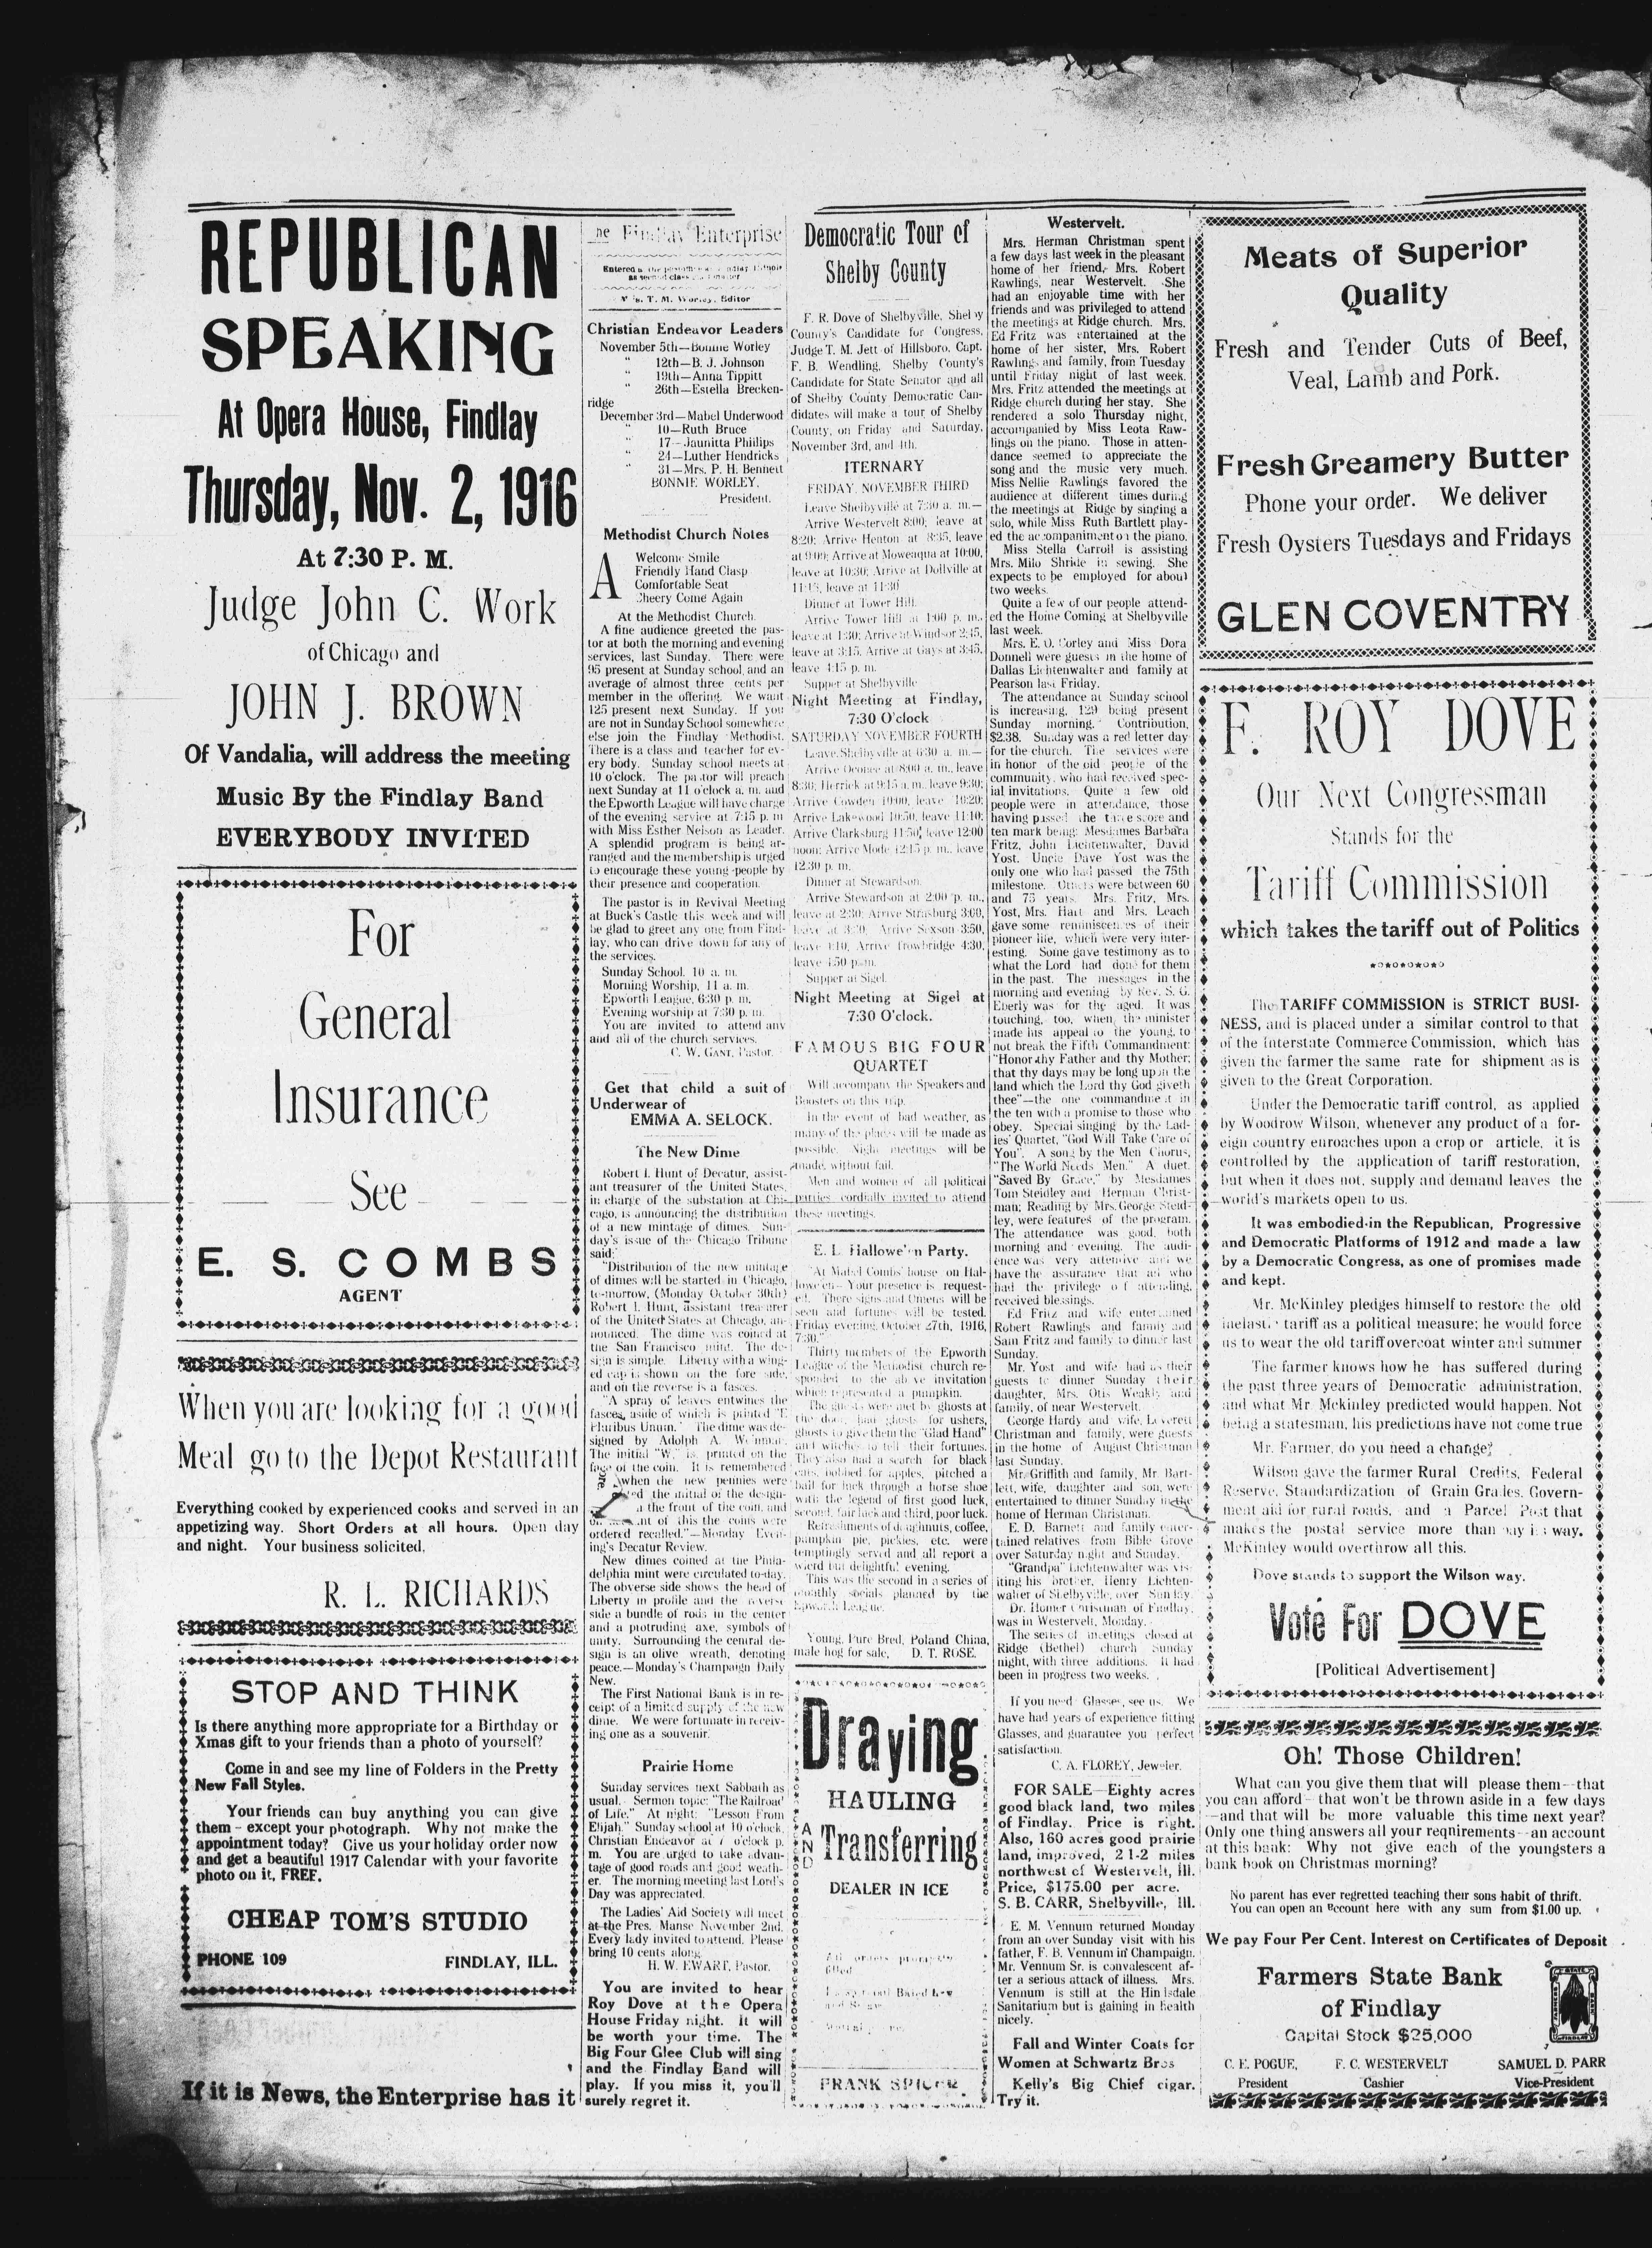 REPUBLICAN
SPEAKING
At Opera House, Findlay
Thursday, Nov. 2, 1916
At 7:30 P. M.
Judge John C. Work
of Chicago and
JOHN J. BROWN
Of Vandalia, will address the meeting
Music By the Findlay Band
EVERYBODY INVITED
For
General
Insurance
See
E. S. COMBS
AGENT
When you are looking for a good
Meal go to the Depot Restaurant
Everything cooked by experienced cooks and served in an
appetizing way. Short Orders at all hours. Open day
and night. Your business solicited.
R. L. RICHARDS
STOP AND THINK
Is there anything more appropriate for a Birthday or
Xmas gift to your friends than a photo of yourself?
Come in and see my line of Folders in the Pretty
New Fall Styles.
Your friends can buy anything you can give
them - except your photograph. Why not make the
appointment today? Give us your holiday order now
and get a beautiful 1917 Calendar with your favorite
photo on it, FREE.
CHEAP TOM'S STUDIO
PHONE 109 FINDLAY, ILL.
If it is News, the Enterprise has it
Findlay Enterprise
T. M. Worley, Editor
Christian Endeavor Leaders
November 5th—Bonnie Worley
" 12th—B. J. Johnson
" 19th—Anna Tippitt
" 26th—Estella Brecken-
ridge
December 3rd—Mabel Underwood
" 10—Ruth Bruce
" 17—Jaunitta Phillips
" 24—Luther Hendricks
" 31—Mrs. P. H. Bennett
BONNIE WORLEY.
President.
Methodist Church Notes
A Welcome Smile
Friendly Hand Clasp
Comfortable Seat
Cheery Come Again
At the Methodist Church.
A fine audience greeted the pas-
tor at both the morning and evening
services, last Sunday. There were
95 present at Sunday school, and an
average of almost three cents per
member in the offering. We want
125 present next Sunday. If you
are not in Sunday School somewhere
else join the Findlay Methodist.
There is a class and teacher for ev-
ery body. Sunday school meets at
10 o'clock. The pastor will preach
next Sunday at 11 o'clock a. m. and
the Epworth League will have charge
of the evening service at 7:15 p. m
with Miss Esther Nelson as Leader.
A splendid program is being ar-
ranged and the membership is urged
to encourage these young people by
their presence and cooperation.
The pastor is in Revival Meeting
at Buck's Castle this week and will
be glad to greet any one from Find-
lay, who can drive down for any of
the services.
Sunday School. 10 a. m.
Morning Worship, 11 a. m.
Epworth League, 6:30 p. m.
Evening worship at 7:30 p. m.
You are invited to attend any
and all of the church services.
C. W. GANT, Pastor.
Get that child a suit of
Underwear of
EMMA A. SELOCK.
The New Dime
Robert I. Hunt of Decatur, assist-
ant treasurer of the United States,
in charge of the substation at Chi-
cago, is announcing the distribution
of a new mintage of dimes. Sun-
day's issue of the Chicago Tribune
said:
"Distribution of the new mintage
of dimes will be started in Chicago,
to-morrow, (Monday October 30th)
Robert I. Hunt, assistant treasurer
of the United States at Chicago, an-
nounced. The dime was coined at
the San Francisco mint. The de-
sign is simple. Liberty with a wing-
ed cap is shown on the fore side,
and on the reverse is a fasces.
"A spray of leaves entwines the
fasces, aside of which is printed 'E
Pluribus Unum.' The dime was de-
signed by Adolph A.
The initial "W." is printed on the
face of the coin. It is remembered
when the new pennies were
the initial of the design-
the front of the coin, and
of this the coins were
ordered recalled."—Monday Even-
ing's Decatur Review.
New dimes coined at the Phila-
delphia mint were circulated to-day.
The obverse side shows the head of
Liberty in profile and the reverse
side a bundle of rods in the center
and a protruding axe, symbols of
unity. Surrounding the central de-
sign is an olive wreath, denoting
peace.—Monday's Champaign Daily
New.
The First National Bank is in re-
ceipt of a limited supply of the new
dime. We were fortunate in receiv-
ing one as a souvenir.
Prairie Home
Sunday services next Sabbath as
usual. Sermon topic: "The Railroad
of Life." At night: "Lesson From
Elijah." Sunday school at 10 o'clock.
Christian Endeavor at 7 o'clock p.
m. You are urged to take advan-
tage of good roads and good weath-
er. The morning meeting last Lord's
Day was appreciated.
The Ladies' Aid Society will meet
at the Pres. Manse November 2nd.
Every lady invited to attend. Please
bring 10 cents along.
H. W. EWART, Pastor.
You are invited to hear
Roy Dove at the Opera
House Friday night. It will
be worth your time. The
Big Four Glee Club will sing
and the Findlay Band will
play. If you miss it, you'll
surely regret it.
Democratic Tour of
Shelby County
F. R. Dove of Shelbyville, Shelby
County's Candidate for Congress,
Judge T. M. Jett of Hillsboro, Capt.
F. B. Wendling, Shelby County's
Candidate for State Senator and all
of Shelby County Democratic Can-
didates will make a tour of Shelby
County, on Friday and Saturday,
November 3rd, and 4th.
ITERNARY
FRIDAY, NOVEMBER THIRD
Leave Shelbyville at 7:30 a. m.—
Arrive Westervelt 8:00, leave at
8:20; Arrive Henton at 8:35, leave
at 9:00; Arrive at Moweaqua at 10:00,
leave at 10:30; Arrive at Dollville at
11:15, leave at 11:30
Dinner at Tower Hill.
Arrive Tower Hill at 1:00 p. m.,
leave at 1:30; Arrive at Windsor 2:45,
leave at 3:15, Arrive at Gays at 3:45,
leave 4:15 p. m.
Supper at Shelbyville
Night Meeting at Findlay,
7:30 O'clock
SATURDAY NOVEMBER FOURTH
Leave Shelbyville at 6:30 a. m.—
Arrive Oconee at 8:00 a. m., leave
8:30; Herrick at 9:15 a. m. leave 9:30;
Arrive Cowden 10:00, leave 10:20;
Arrive Lakewood 10:50, leave 11:10;
Arrive Clarksburg 11:50, leave 12:00
noon; Arrive Mode 12:15 p. m., leave
12:30 p. m.
Dinner at Stewardson.
Arrive Stewardson at 2:00 p. m.,
leave at 2:30; Arrive Strasburg 3:00,
leave at 3:30, Arrive Sexson 3:50,
leave 4:10, Arrive Trowbridge 4:30,
leave 4:50 p. m.
Supper at Sigel.
Night Meeting at Sigel at
7:30 O'clock.
FAMOUS BIG FOUR
QUARTET
Will accompany the Speakers and
Boosters on this trip.
In the event of bad weather, as
many of the places will be made as
possible. Night meetings will be
made, without fail.
Men and women of all political
parties cordially invited to attend
these meetings.
E. L. Hallowe'en Party.
"At Mabel Combs' house on Hal-
lowe'en—Your presence is request-
ed. There signs and Omens will be
seen and fortunes will be tested.
Friday evening, October 27th, 1916,
7:30."
Thirty members of the Epworth
League of the Methodist church re-
sponded to the above invitation
which represented a pumpkin.
The guests were met by ghosts at
the door, had ghosts for ushers,
ghosts to give them the "Glad Hand"
and witches to tell their fortunes.
They also had a search for black
cats, bobbed for apples, pitched a
ball for luck through a horse shoe
with the legend of first good luck,
second, fair luck and third, poor luck.
Refreshments of doughnuts, coffee,
pumpkin pie, pickles, etc. were
temptingly served and all report a
wierd but delightful evening.
This was the second in a series of
monthly socials planned by the
Epworth League.
Young, Pure Bred, Poland China,
male hog for sale, D. T. ROSE.
Draying
HAULING
AND
Transferring
DEALER IN ICE
FRANK SPICER
Westervelt.
Mrs. Herman Christman spent
a few days last week in the pleasant
home of her friend, Mrs. Robert
Rawlings, near Westervelt. She
had an enjoyable time with her
friends and was privileged to attend
the meetings at Ridge church. Mrs.
Ed Fritz was entertained at the
home of her sister, Mrs. Robert
Rawlings and family, from Tuesday
until Friday night of last week.
Mrs. Fritz attended the meetings at
Ridge church during her stay. She
rendered a solo Thursday night,
accompanied by Miss Leota Raw-
lings on the piano. Those in atten-
dance seemed to appreciate the
song and the music very much.
Miss Nellie Rawlings favored the
audience at different times during
the meetings at Ridge by singing a
solo, while Miss Ruth Bartlett play-
ed the accompaniment on the piano.
Miss Stella Carroll is assisting
Mrs. Milo Shride in sewing. She
expects to be employed for about
two weeks.
Quite a few of our people attend-
ed the Home Coming at Shelbyville
last week.
Mrs. E. O. Corley and Miss Dora
Donnell were guests in the home of
Dallas Lichtenwalter and family at
Pearson last Friday.
The attendance at Sunday school
is increasing, 129 being present
Sunday morning. Contribution,
$2.38. Sunday was a red letter day
for the church. The services were
in honor of the old people of the
community, who had received spec-
ial invitations. Quite a few old
people were in attendance, those
having passed the three score and
ten mark being: Mesdames Barbara
Fritz, John Lichtenwalter, David
Yost. Uncle Dave Yost was the
only one who had passed the 75th
milestone. Others were between 60
and 75 years. Mrs. Fritz, Mrs.
Yost, Mrs. Hart and Mrs. Leach
gave some reminiscences of their
pioneer life, which were very inter-
esting. Some gave testimony as to
what the Lord had done for them
in the past. The messages in the
morning and evening by Rev. S. G.
Eberly was for the aged. It was
touching, too, when, the minister
made his appeal to the young, to
not break the Fifth Commandment:
"Honor thy Father and thy Mother;
that thy days may be long upon the
land which the Lord thy God giveth
thee"—the one commandment in
the ten with a promise to those who
obey. Special singing by the Lad-
ies' Quartet, "God Will Take Care of
You". A song by the Men Chorus,
"The World Needs Men." A duet,
"Saved By Grace," by Mesdames
Tom Steidley and Herman Christ-
man; Reading by Mrs. George Steid-
ley, were features of the program.
The attendance was good, both
morning and evening. The audi-
ence was very attentive and we
have the assurance that all who
had the privilege of attending,
received blessings.
Ed Fritz and wife entertained
Robert Rawlings and family and
Sam Fritz and family to dinner last
Sunday.
Mr. Yost and wife had as their
guests to dinner Sunday their
daughter, Mrs. Otis Weakly and
family, of near Westervelt.
George Hardy and wife, Leverett
Christman and family, were guests
in the home of August Christman
last Sunday.
Mr. Griffith and family, Mr. Bart-
lett, wife, daughter and son, were
entertained to dinner Sunday in the
home of Herman Christman.
E. D. Barnett and family enter-
tained relatives from Bible Grove
over Saturday night and Sunday.
"Grandpa" Lichtenwalter was vis-
iting his brother, Henry Lichten-
walter of Shelbyville, over Sunday.
Dr. Homer Christman of Findlay,
was in Westervelt, Monday.
The series of meetings closed at
Ridge (Bethel) church Sunday
night, with three additions. It had
been in progress two weeks.
If you need Glasses, see us. We
have had years of experience fitting
Glasses, and guarantee you perfect
satisfaction.
C. A. FLOREY, Jeweler.
FOR SALE—Eighty acres
good black land, two miles
of Findlay. Price is right.
Also, 160 acres good prairie
land, improved, 2 1-2 miles
northwest of Westervelt, Ill.
Price, $175.00 per acre.
S. B. CARR, Shelbyville, Ill.
E. M. Vennum returned Monday
from an over Sunday visit with his
father, F. B. Vennum in Champaign.
Mr. Vennum Sr. is convalescent af-
ter a serious attack of illness. Mrs.
Vennum is still at the Hinsdale
Sanitarium but is gaining in health
nicely.
Fall and Winter Coats for
Women at Schwartz Bros
Kelly's Big Chief cigar.
Try it.
Meats of Superior
Quality
Fresh and Tender Cuts of Beef,
Veal, Lamb and Pork.
Fresh Creamery Butter
Phone your order. We deliver
Fresh Oysters Tuesdays and Fridays
GLEN COVENTRY
F. ROY DOVE
Our Next Congressman
Stands for the
Tariff Commission
which takes the tariff out of Politics
The TARIFF COMMISSION is STRICT BUSI-
NESS, and is placed under a similar control to that
of the Interstate Commerce Commission, which has
given the farmer the same rate for shipment as is
given to the Great Corporation.
Under the Democratic tariff control, as applied
by Woodrow Wilson, whenever any product of a for-
eign country enroaches upon a crop or article, it is
controlled by the application of tariff restoration,
but when it does not, supply and demand leaves the
world's markets open to us.
It was embodied in the Republican, Progressive
and Democratic Platforms of 1912 and made a law
by a Democratic Congress, as one of promises made
and kept.
Mr. McKinley pledges himself to restore the old
inelastic tariff as a political measure; he would force
us to wear the old tariff overcoat winter and summer
The farmer knows how he has suffered during
the past three years of Democratic administration,
and what Mr. Mckinley predicted would happen. Not
being a statesman, his predictions have not come true
Mr. Farmer, do you need a change?
Wilson gave the farmer Rural Credits, Federal
Reserve, Standardization of Grain Grades, Govern-
ment aid for rural roads, and a Parcel Post that
makes the postal service more than pay its way.
McKinley would overthrow all this.
Dove stands to support the Wilson way.
Vote For DOVE
[Political Advertisement]
Oh! Those Children!
What can you give them that will please them--that
you can afford--that won't be thrown aside in a few days
--and that will be more valuable this time next year?
Only one thing answers all your reqnirements--an account
at this bank: Why not give each of the youngsters a
bank book on Christmas morning?
No parent has ever regretted teaching their sons habit of thrift.
You can open an account here with any sum from $1.00 up.
We pay Four Per Cent. Interest on Certificates of Deposit
Farmers State Bank
of Findlay
Capital Stock $25,000
C. E. POGUE, F. C. WESTERVELT SAMUEL D. PARR
President Cashier Vice-President